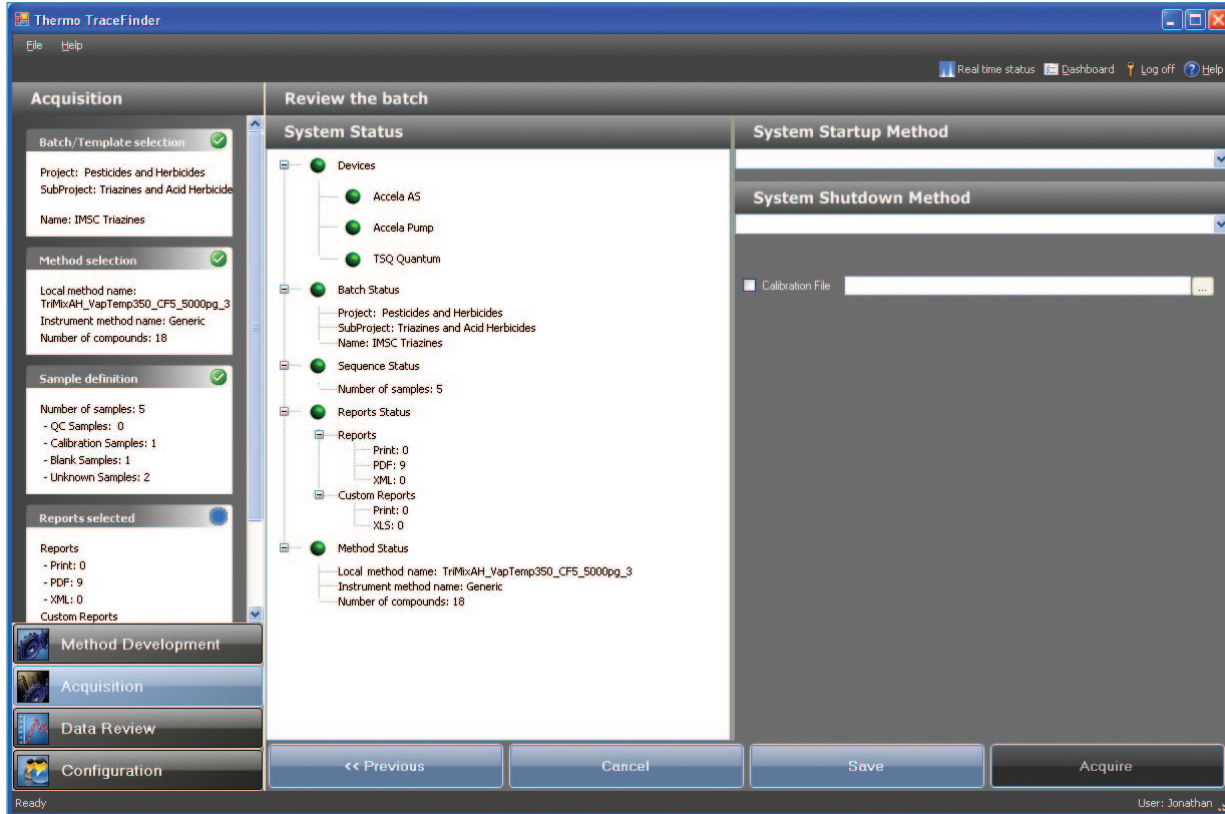 Thermo TraceFinder
File Help
Real time status Dashboard Log off Help
Acquisition
Batch/Template selection
Project: Pesticides and Herbicides
SubProject: Triazines and Acid Herbicide
Name: IMSC Triazines
Method selection
Local method name:
TriMixAH_VapTemp350_CF5_5000pg_3
Instrument method name: Generic
Number of compounds: 18
Sample definition
Number of samples: 5
- QC Samples: 0
- Calibration Samples: 1
- Blank Samples: 1
- Unknown Samples: 2
Reports selected
Reports
- Print: 0
- PDF: 9
- XML: 0
Custom Reports
Method Development
Acquisition
Data Review
Configuration
Review the batch
System Status
Devices
Accela AS
Accela Pump
TSQ Quantum
Batch Status
Project: Pesticides and Herbicides
SubProject: Triazines and Acid Herbicides
Name: IMSC Triazines
Sequence Status
Number of samples: 5
Reports Status
Reports
Print: 0
PDF: 9
XML: 0
Custom Reports
Print: 0
XLS: 0
Method Status
Local method name: TriMixAH_VapTemp350_CF5_5000pg_3
Instrument method name: Generic
Number of compounds: 18
System Startup Method
System Shutdown Method
Calibration File ...
<< Previous Cancel Save Acquire
Ready User: Jonathan